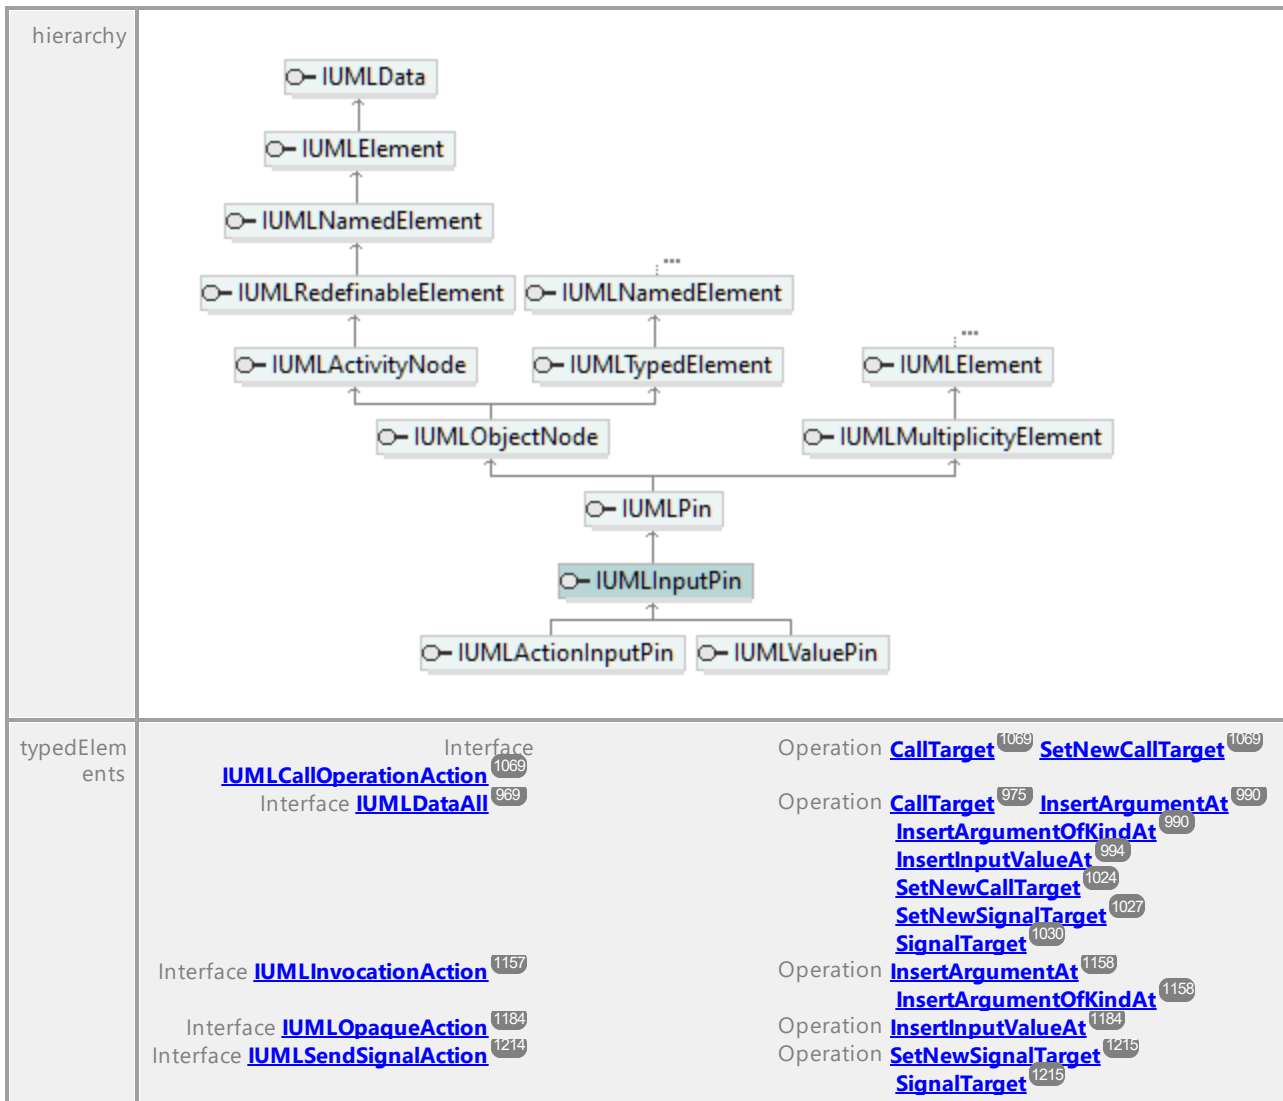 hierarchy
IUMLData
IUMLElement
IUMLNamedElement
...
IUMLRedefinableElement IUMLNamedElement
...
IUMLActivityNode IUMLTypedElement IUMLElement
IUMLObjectNode IUMLMultiplicityElement
IUMLPin
IUMLInputPin
IUMLActionInputPin IUMLValuePin
typedElem
ents
Interface
IUMLCallOperationAction 1069
Operation CallTarget 1069 SetNewCallTarget 1069
Interface IUMLDataAll 969
Operation CallTarget 975 InsertArgumentAt 990
InsertArgumentOfKindAt 990
InsertInputValueAt 994
SetNewCallTarget 1024
SetNewSignalTarget 1027
SignalTarget 1030
Interface IUMLInvocationAction 1157
Operation InsertArgumentAt 1158
InsertArgumentOfKindAt 1158
Interface IUMLOpaqueAction 1184
Operation InsertInputValueAt 1184
Interface IUMLSendSignalAction 1214
Operation SetNewSignalTarget 1215
SignalTarget 1215